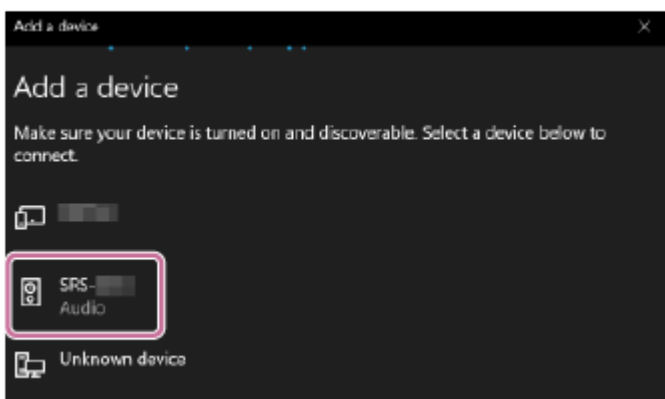 Add a device
Add a device
Make sure your device is turned on and discoverable. Select a device below to
connect.
SRS-
Audio
Unknown device